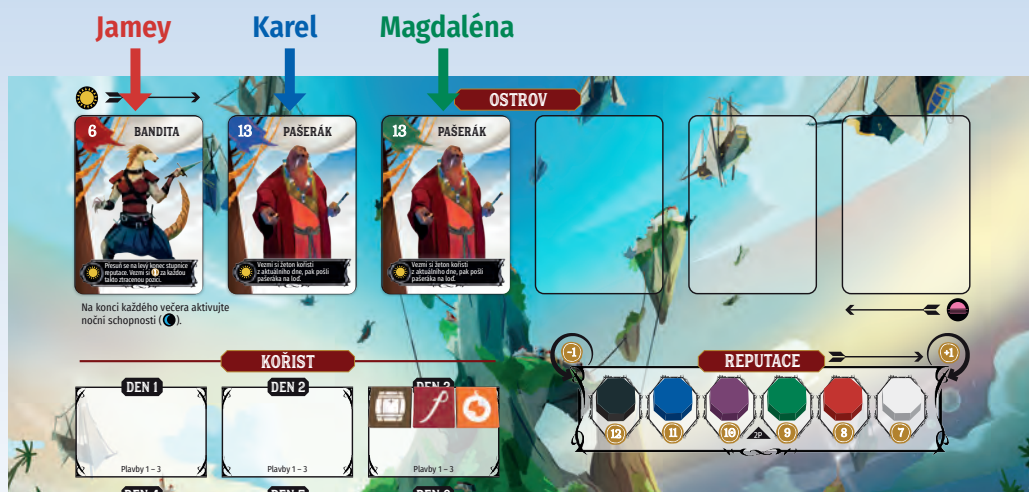 Jamey Karel Magdaléna
OSTROV
6 BANDITA
13 PAŠERÁK
13 PAŠERÁK
Přesuň se na levý konec stupnice
reputace. Vezmi si 1 za každou
takto ztracenou pozici.
Vezmi si žeton kořisti
z aktuálního dne, pak pošli
pašeráka na loď.
Vezmi si žeton kořisti
z aktuálního dne, pak pošli
pašeráka na loď.
Na konci každého večera aktivujte
noční schopnosti ( ).
KOŘIST
DEN 1
DEN 2
Plavby 1 – 3
Plavby 1 – 3
Plavby 1 – 3
-1
REPUTACE
+1
12 11 10 9 8 7
2P